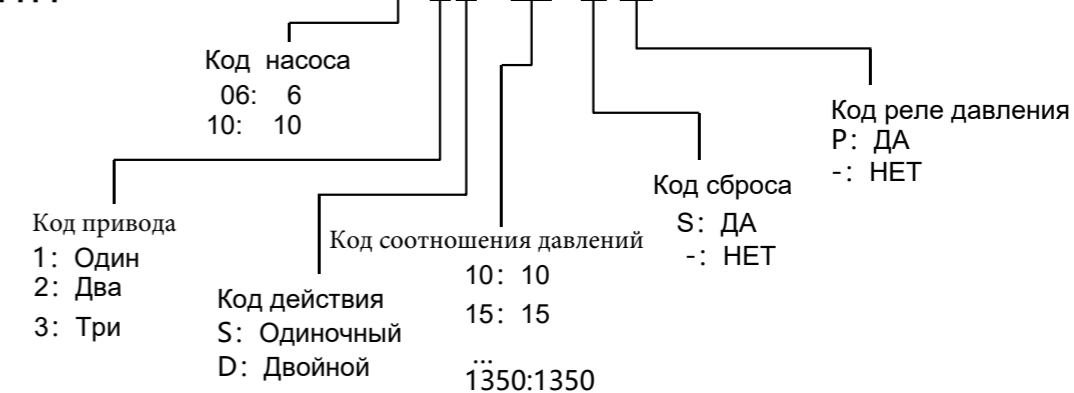 Код насоса
06: 6
10: 10
Код реле давления
P: ДА
-: НЕТ
Код сброса
S: ДА
-: НЕТ
Код привода
1: Один
2: Два
3: Три
Код соотношения давлений
10: 10
15: 15
...
1350:1350
Код действия
S: Одиночный
D: Двойной